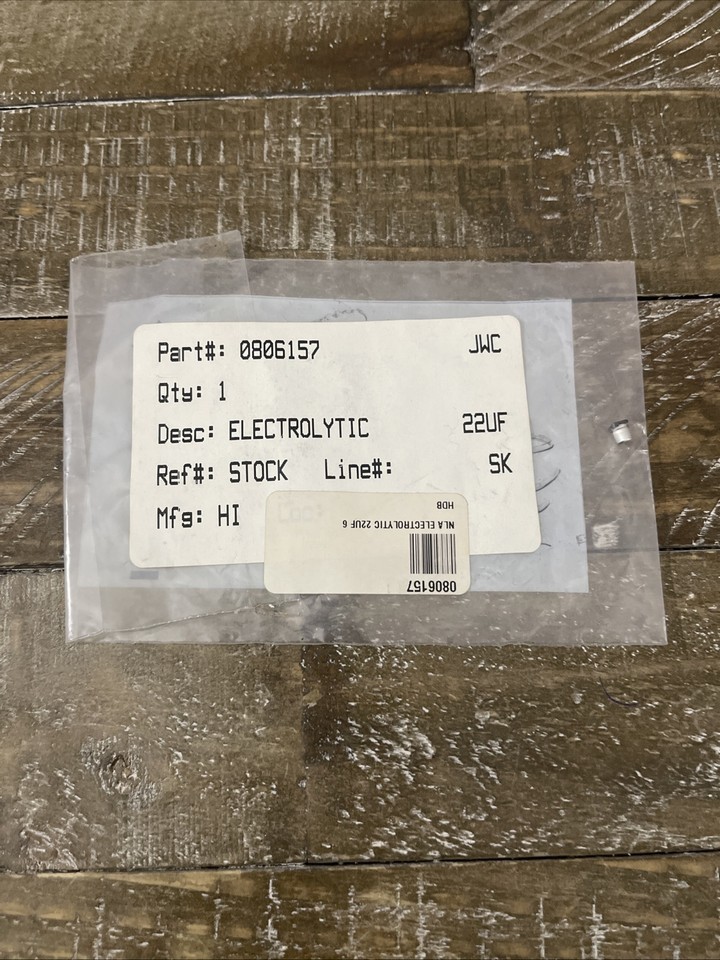 Part#: 0806157 JWC
Qty: 1
Desc: ELECTROLYTIC 22UF
Ref#: STOCK Line#: SK
Mfg: HI
0806157
NLA ELECTROLYTIC 22UF 6
HDB